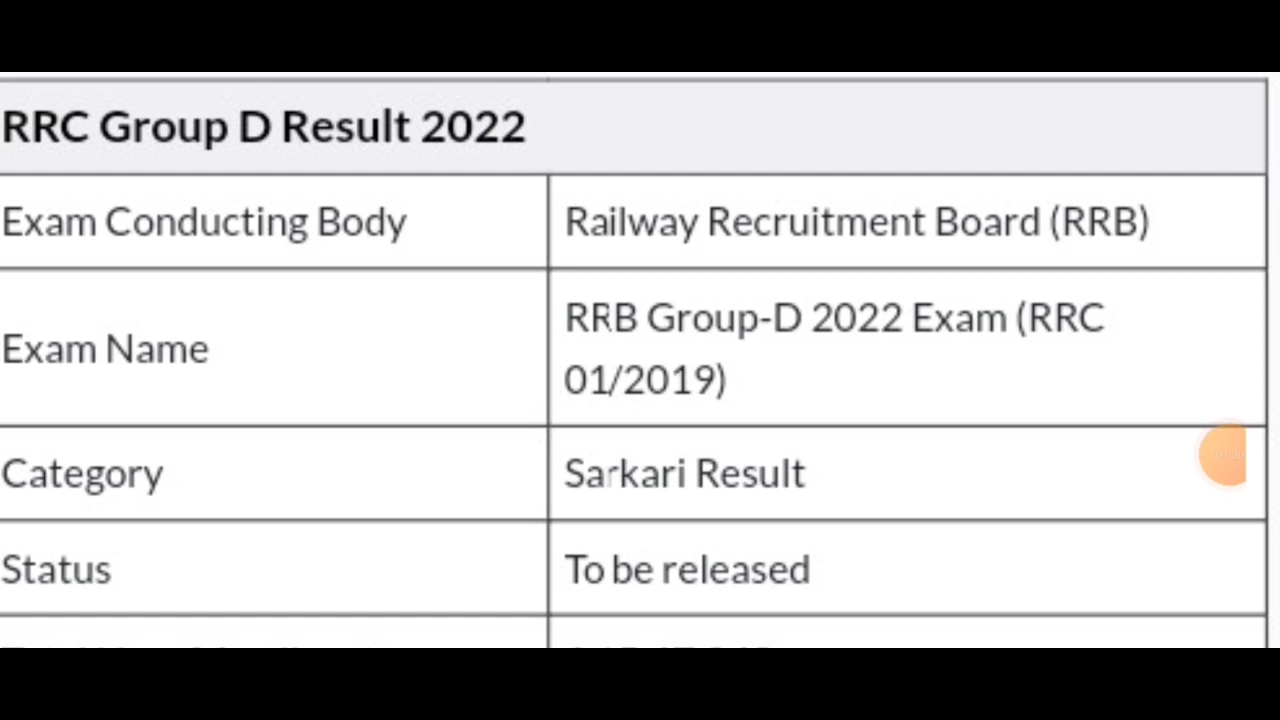 RRC Group D Result 2022
Exam Conducting Body
Railway Recruitment Board (RRB)
Exam Name
RRB Group-D 2022 Exam (RRC
01/2019)
Category
Sarkari Result
Status
To be released